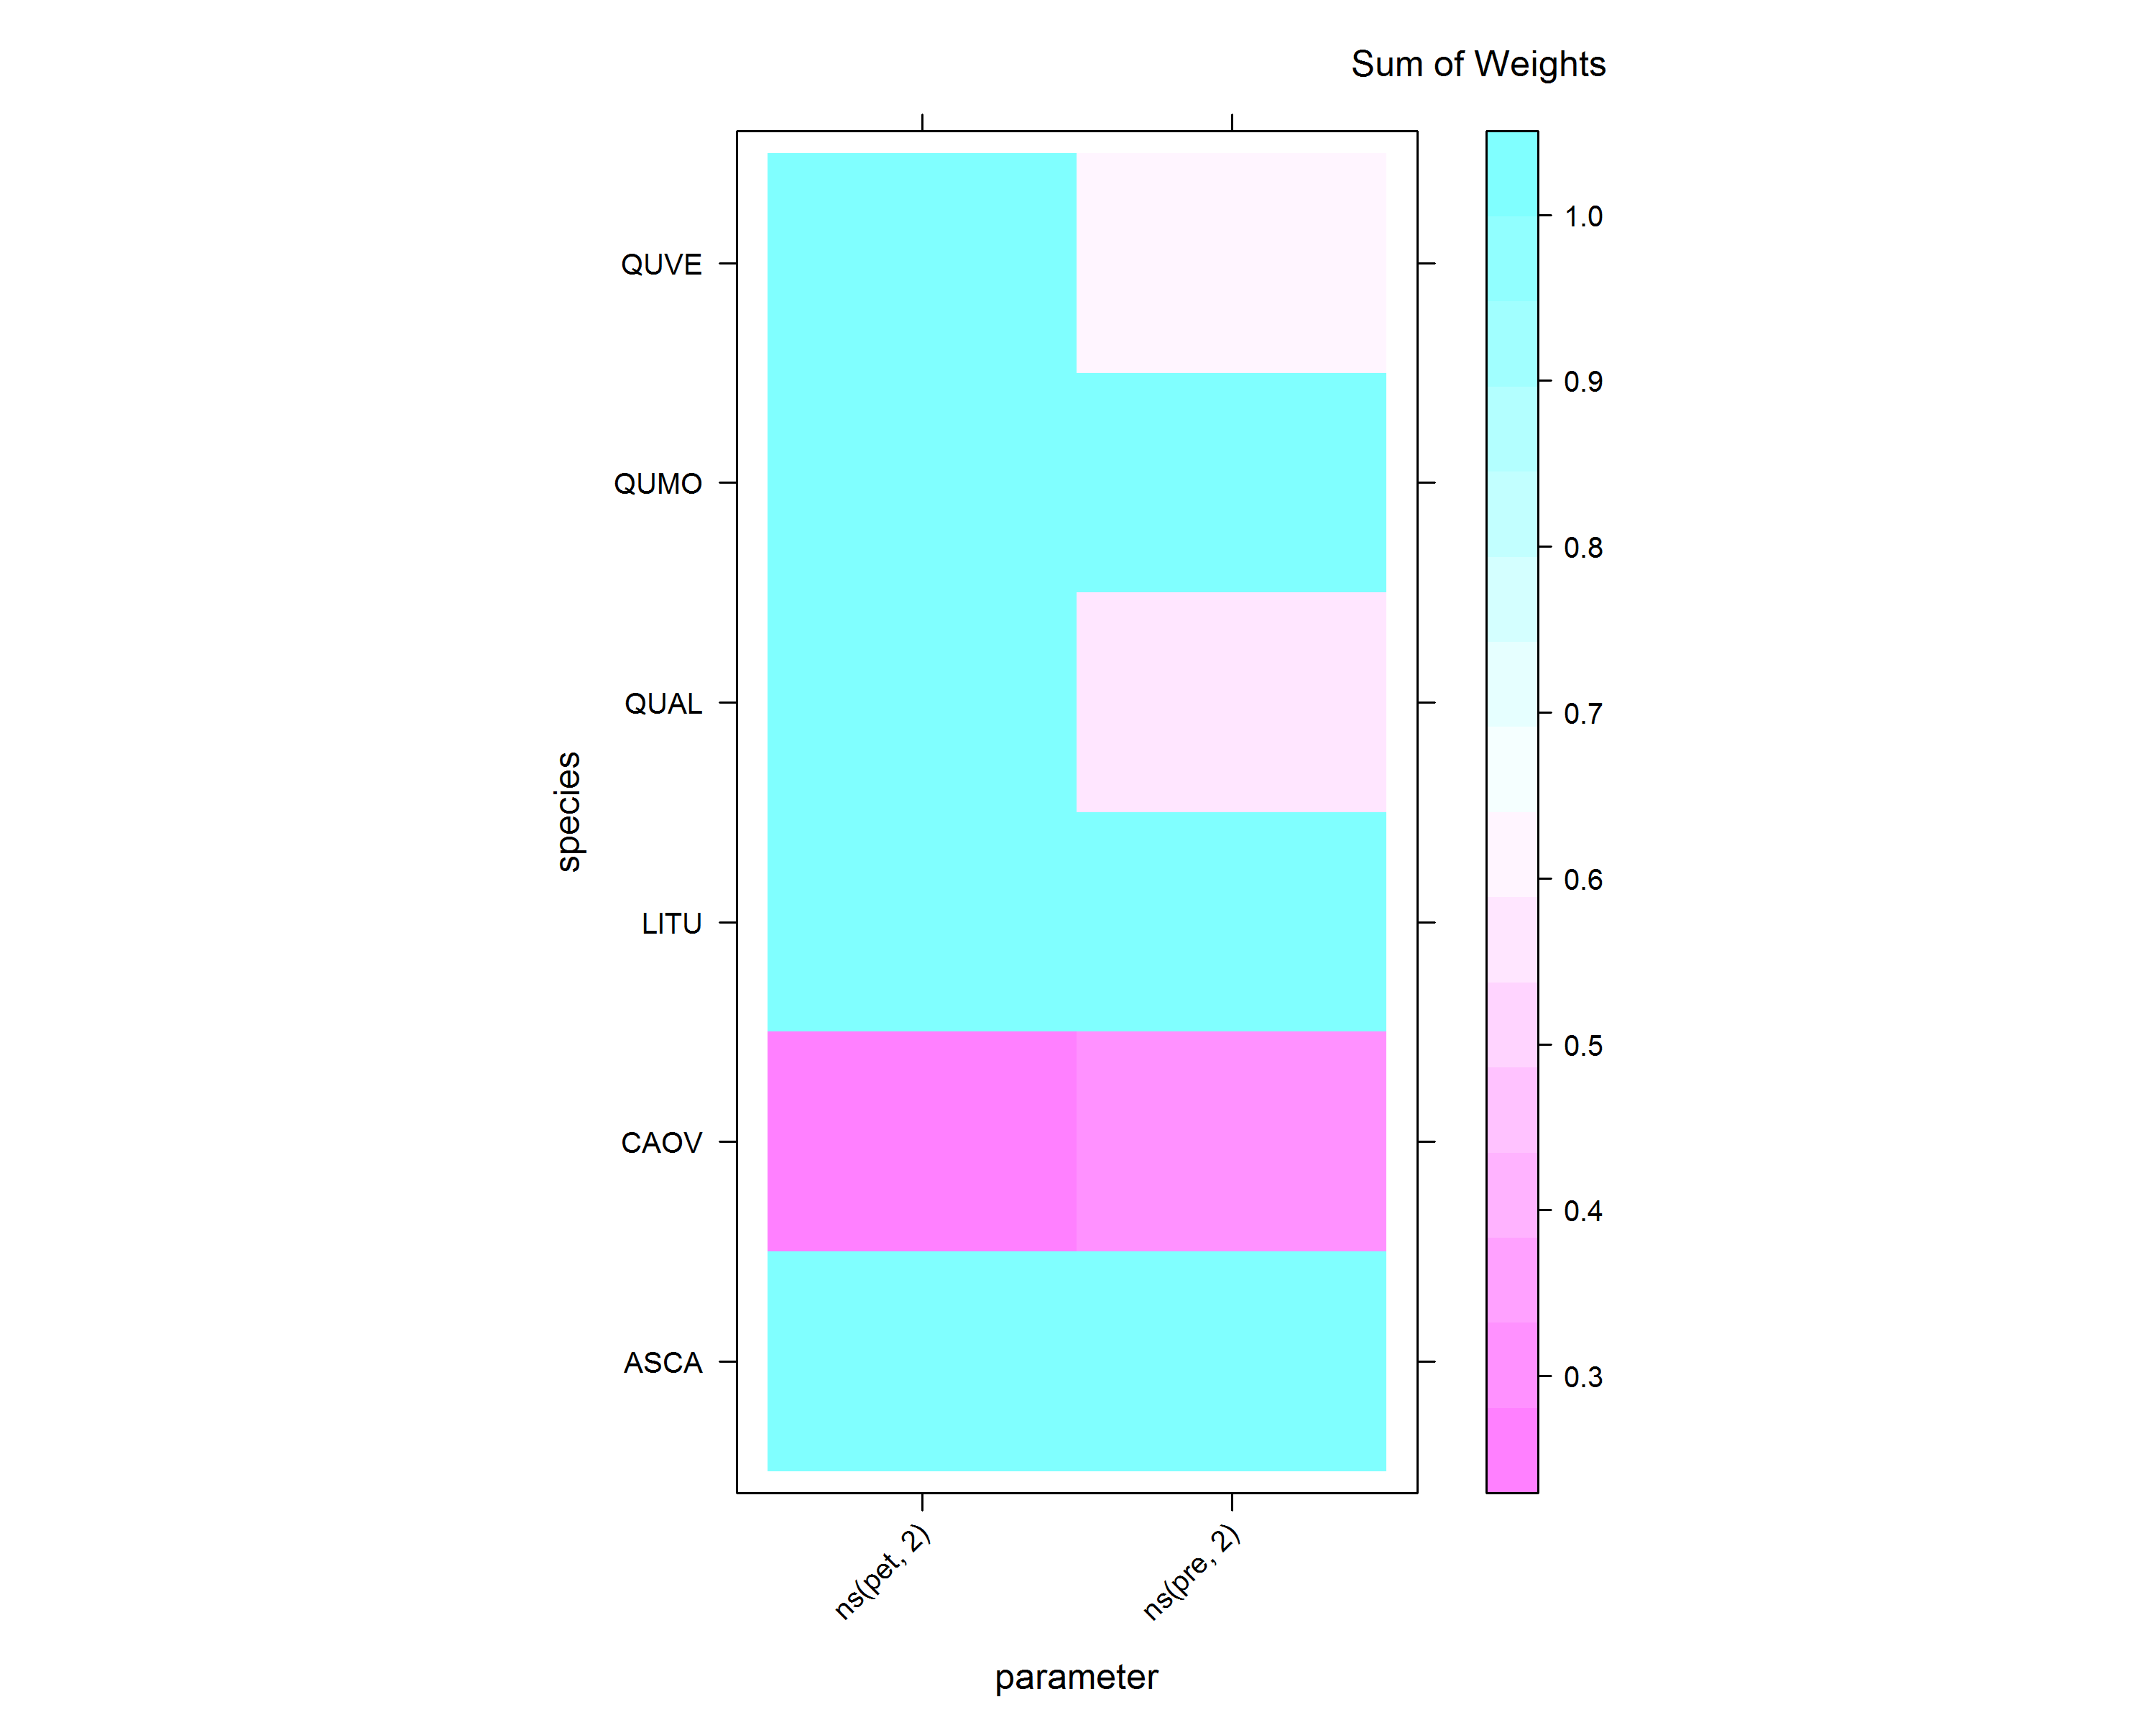 Sum of Weights
QUVE
QUMO
QUAL
LITU
CAOV
ASCA
species
ns(pet, 2)
ns(pre, 2)
parameter
1.0
0.9
0.8
0.7
0.6
0.5
0.4
0.3